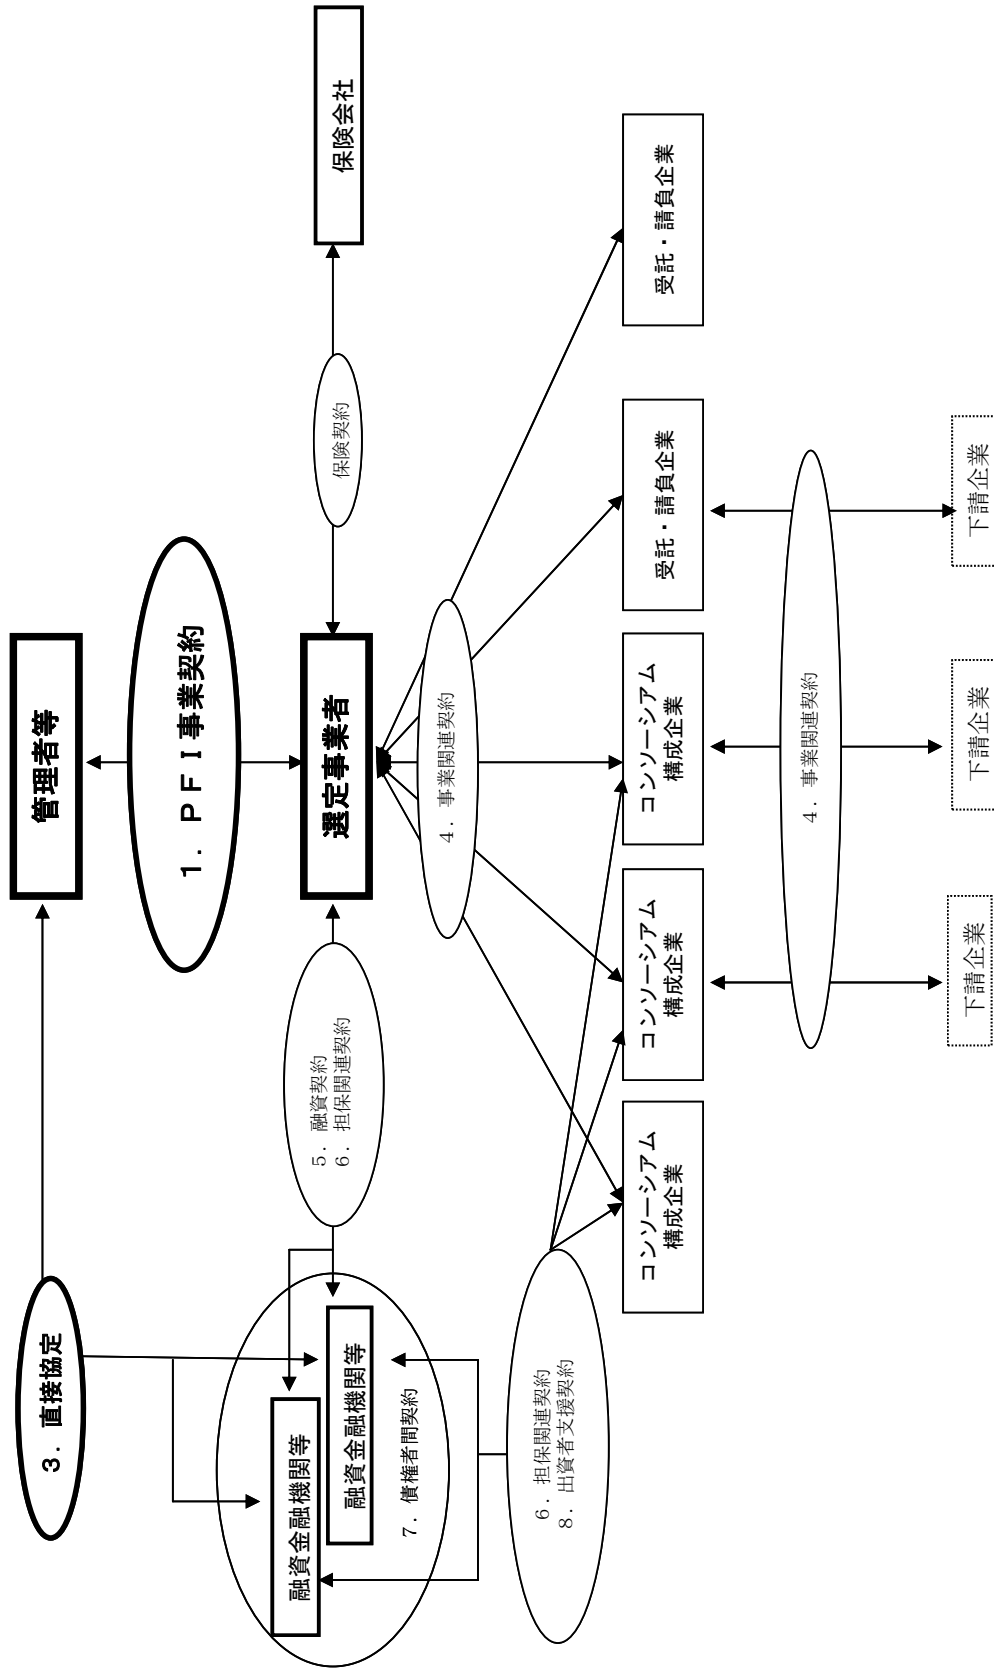 管理者等
3．直接協定
1．ＰＦＩ事業契約
融資金融機関等
融資金融機関等
7．債権者間契約
5．融資契約
6．担保関連契約
選定事業者
保険契約
保険会社
4．事業関連契約
6．担保関連契約
8．出資者支援契約
コンソーシアム
構成企業
コンソーシアム
構成企業
コンソーシアム
構成企業
受託・請負企業
受託・請負企業
4．事業関連契約
下請企業
下請企業
下請企業